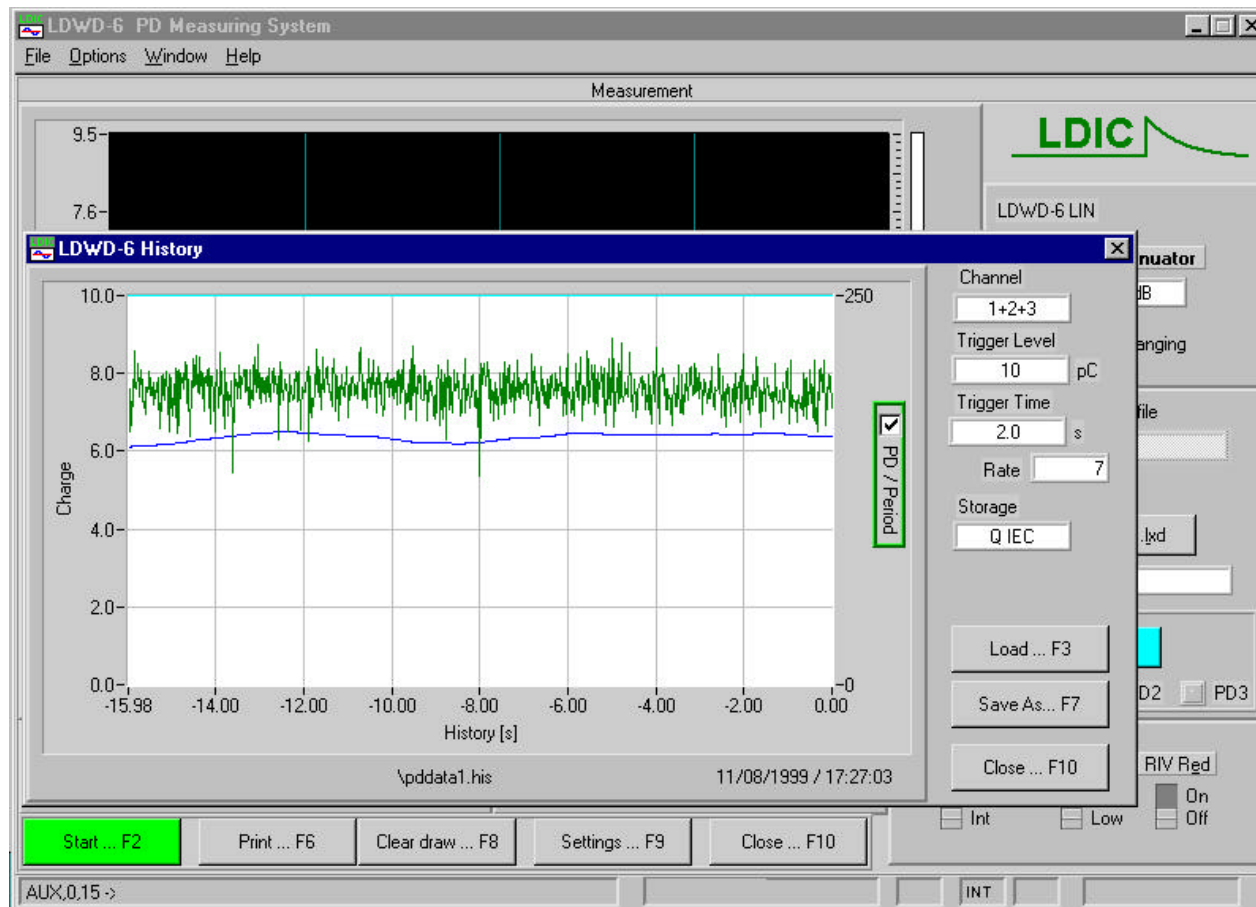 LDIC
LDWD-6 PD Measuring System
File Options Window Help
Measurement
9.5
7.6
LDIC
LDWD-6 LIN
nuator
dB
anging
file
.lxd
D2 PD3
RIV Red
On
Off
Int
Low
LDIC
LDWD-6 History
10.0
8.0
6.0
4.0
2.0
0.0
Charge
-15.98 -14.00 -12.00 -10.00 -8.00 -6.00 -4.00 -2.00 0.00
History [s]
250
0
PD / Period
\pddata1.his
11/08/1999 / 17:27:03
Channel
1+2+3
Trigger Level
10 pC
Trigger Time
2.0 s
Rate 7
Storage
Q IEC
Load ... F3
Save As... F7
Close ... F10
Start ... F2
Print ... F6
Clear draw ... F8
Settings ... F9
Close ... F10
AUX,0,15 ->
INT